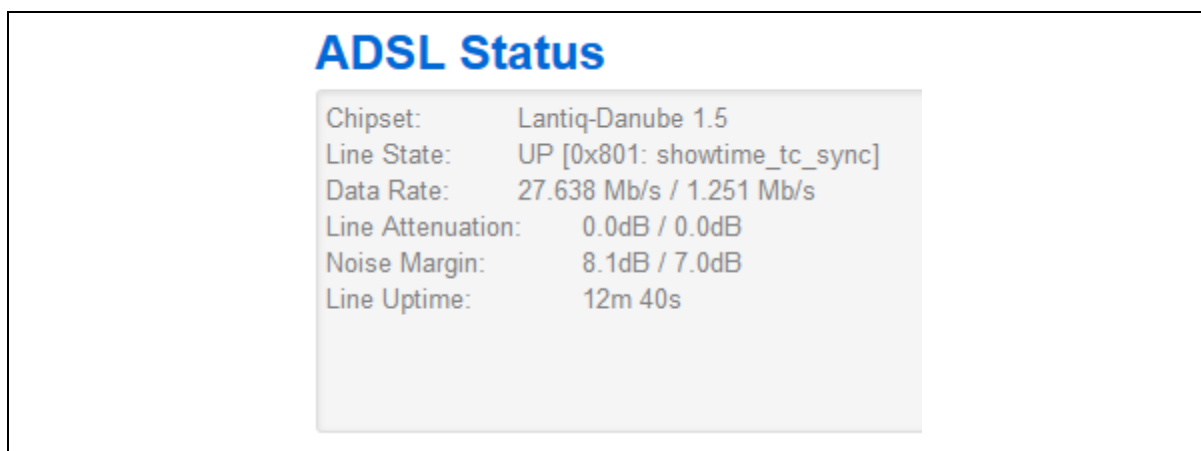 ADSL Status
Chipset: Lantiq-Danube 1.5
Line State: UP [0x801: showtime_tc_sync]
Data Rate: 27.638 Mb/s / 1.251 Mb/s
Line Attenuation: 0.0dB / 0.0dB
Noise Margin: 8.1dB / 7.0dB
Line Uptime: 12m 40s